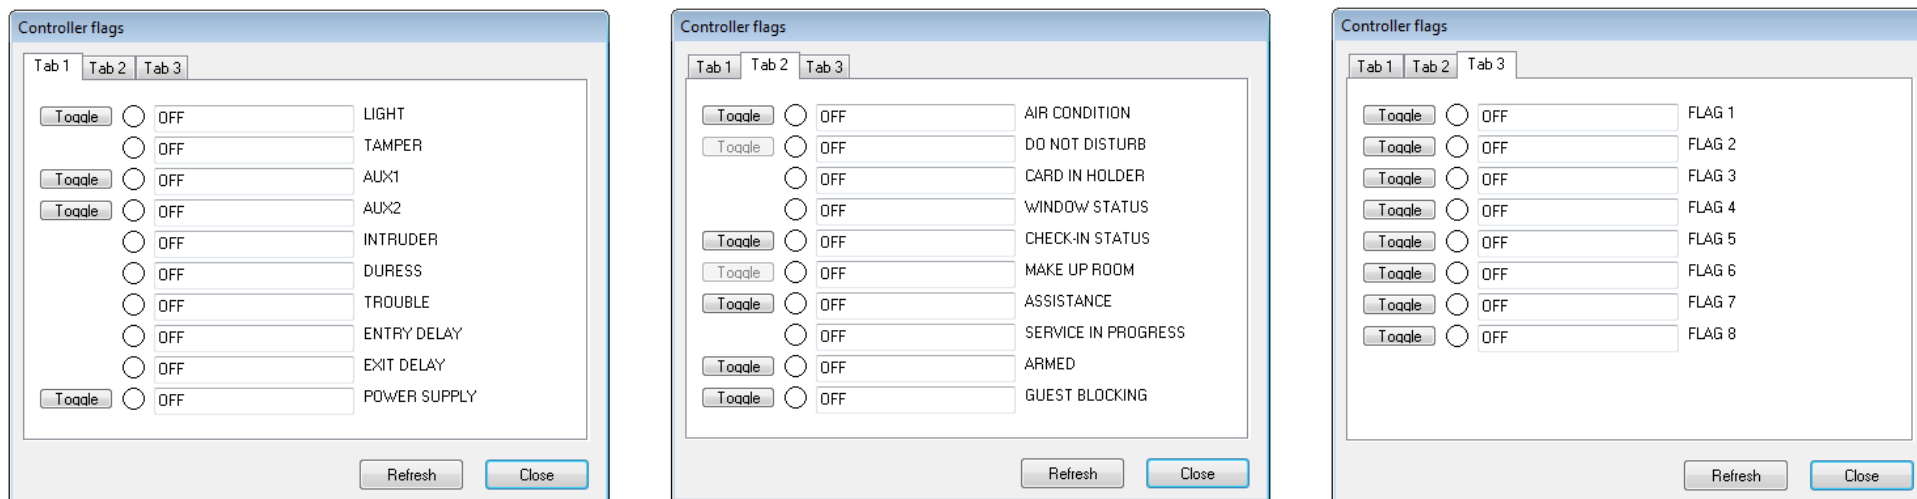 Controller flags
Tab 1 Tab 2 Tab 3
Toggle OFF LIGHT
OFF TAMPER
Toggle OFF AUX1
Toggle OFF AUX2
OFF INTRUDER
OFF DURESS
OFF TROUBLE
OFF ENTRY DELAY
OFF EXIT DELAY
Toggle OFF POWER SUPPLY
Refresh Close
Controller flags
Tab 1 Tab 2 Tab 3
Toggle OFF AIR CONDITION
Toggle OFF DO NOT DISTURB
OFF CARD IN HOLDER
OFF WINDOW STATUS
Toggle OFF CHECK-IN STATUS
Toggle OFF MAKE UP ROOM
Toggle OFF ASSISTANCE
OFF SERVICE IN PROGRESS
Toggle OFF ARMED
Toggle OFF GUEST BLOCKING
Refresh Close
Controller flags
Tab 1 Tab 2 Tab 3
Toggle OFF FLAG 1
Toggle OFF FLAG 2
Toggle OFF FLAG 3
Toggle OFF FLAG 4
Toggle OFF FLAG 5
Toggle OFF FLAG 6
Toggle OFF FLAG 7
Toggle OFF FLAG 8
Refresh Close